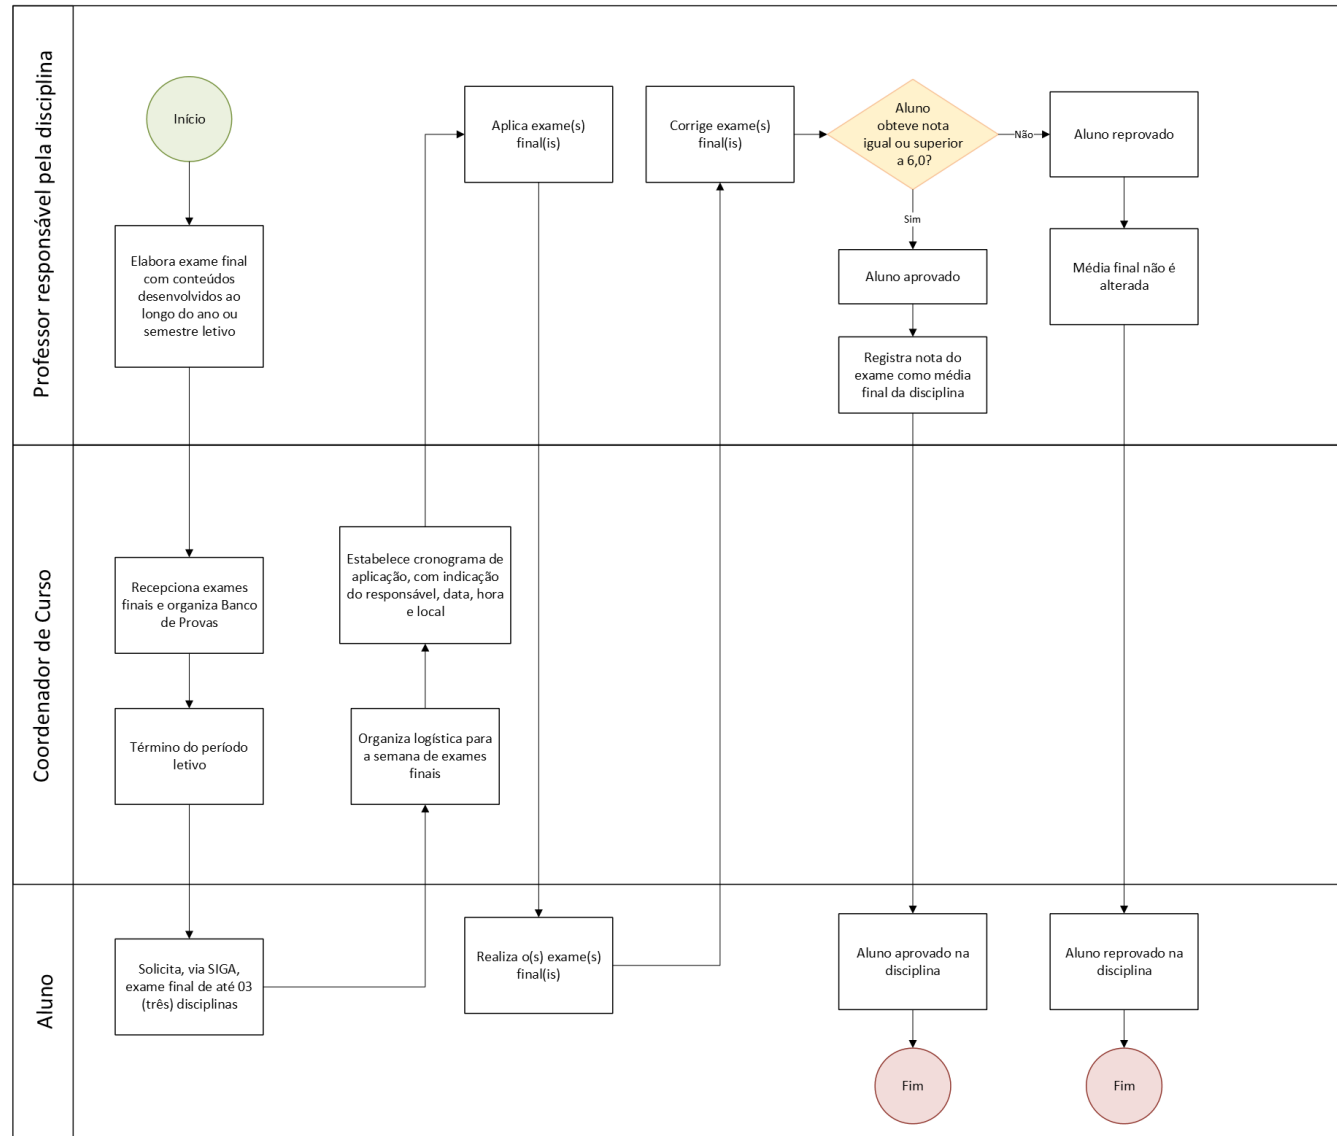 Professor responsável pela disciplina
Início
Elabora exame final
com conteúdos
desenvolvidos ao
longo do ano ou
semestre letivo
Aplica exame(s)
final(is)
Corrige exame(s)
final(is)
Aluno
obteve nota
igual ou superior
a 6,0?
Não
Aluno reprovado
Sim
Aluno aprovado
Média final não é
alterada
Registra nota do
exame como média
final da disciplina
Coordenador de Curso
Recepciona exames
finais e organiza Banco
de Provas
Término do período
letivo
Estabelece cronograma de
aplicação, com indicação
do responsável, data, hora
e local
Organiza logística para
a semana de exames
finais
Aluno
Solicita, via SIGA,
exame final de até 03
(três) disciplinas
Realiza o(s) exame(s)
final(is)
Aluno aprovado na
disciplina
Aluno reprovado na
disciplina
Fim
Fim